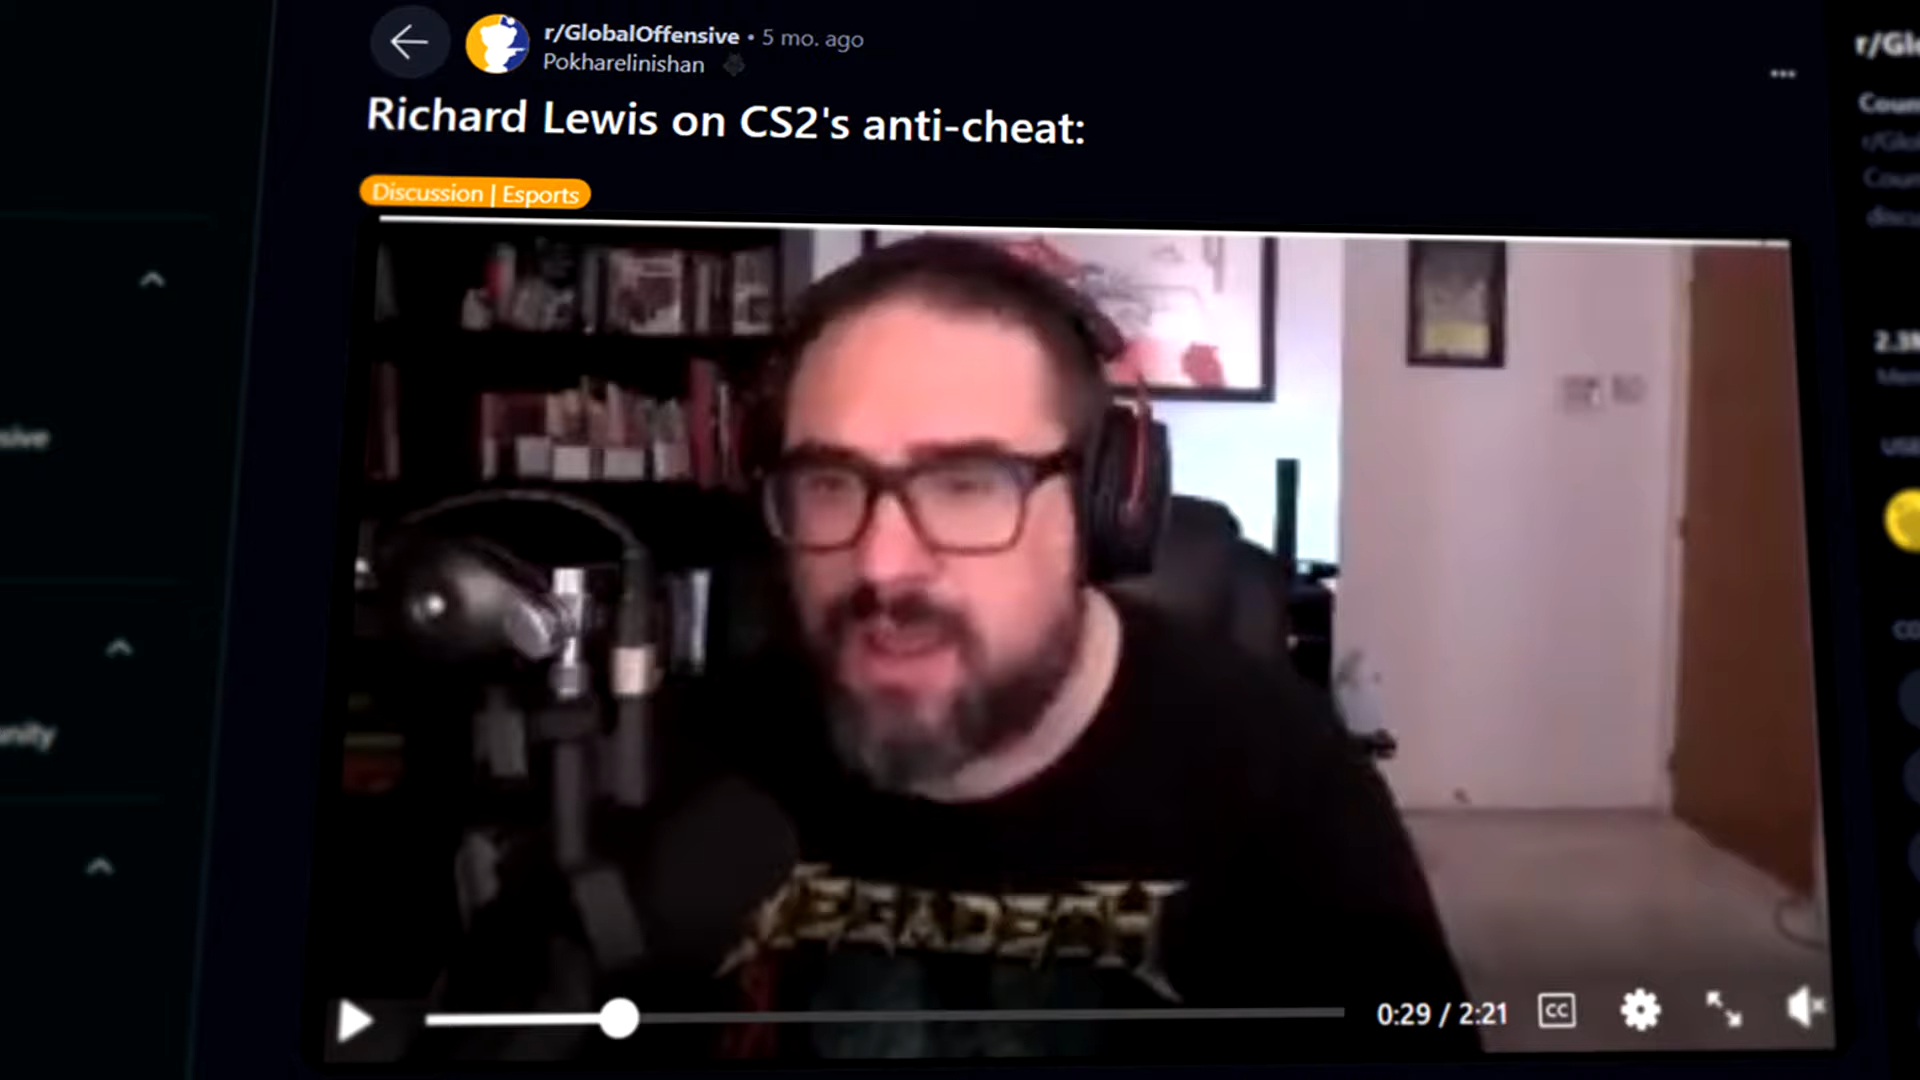 r/GlobalOffensive • 5 mo. ago
Pokharelinishan
Richard Lewis on CS2's anti-cheat:
Discussion | Esports
MEGADETH
0:29 / 2:21
CC